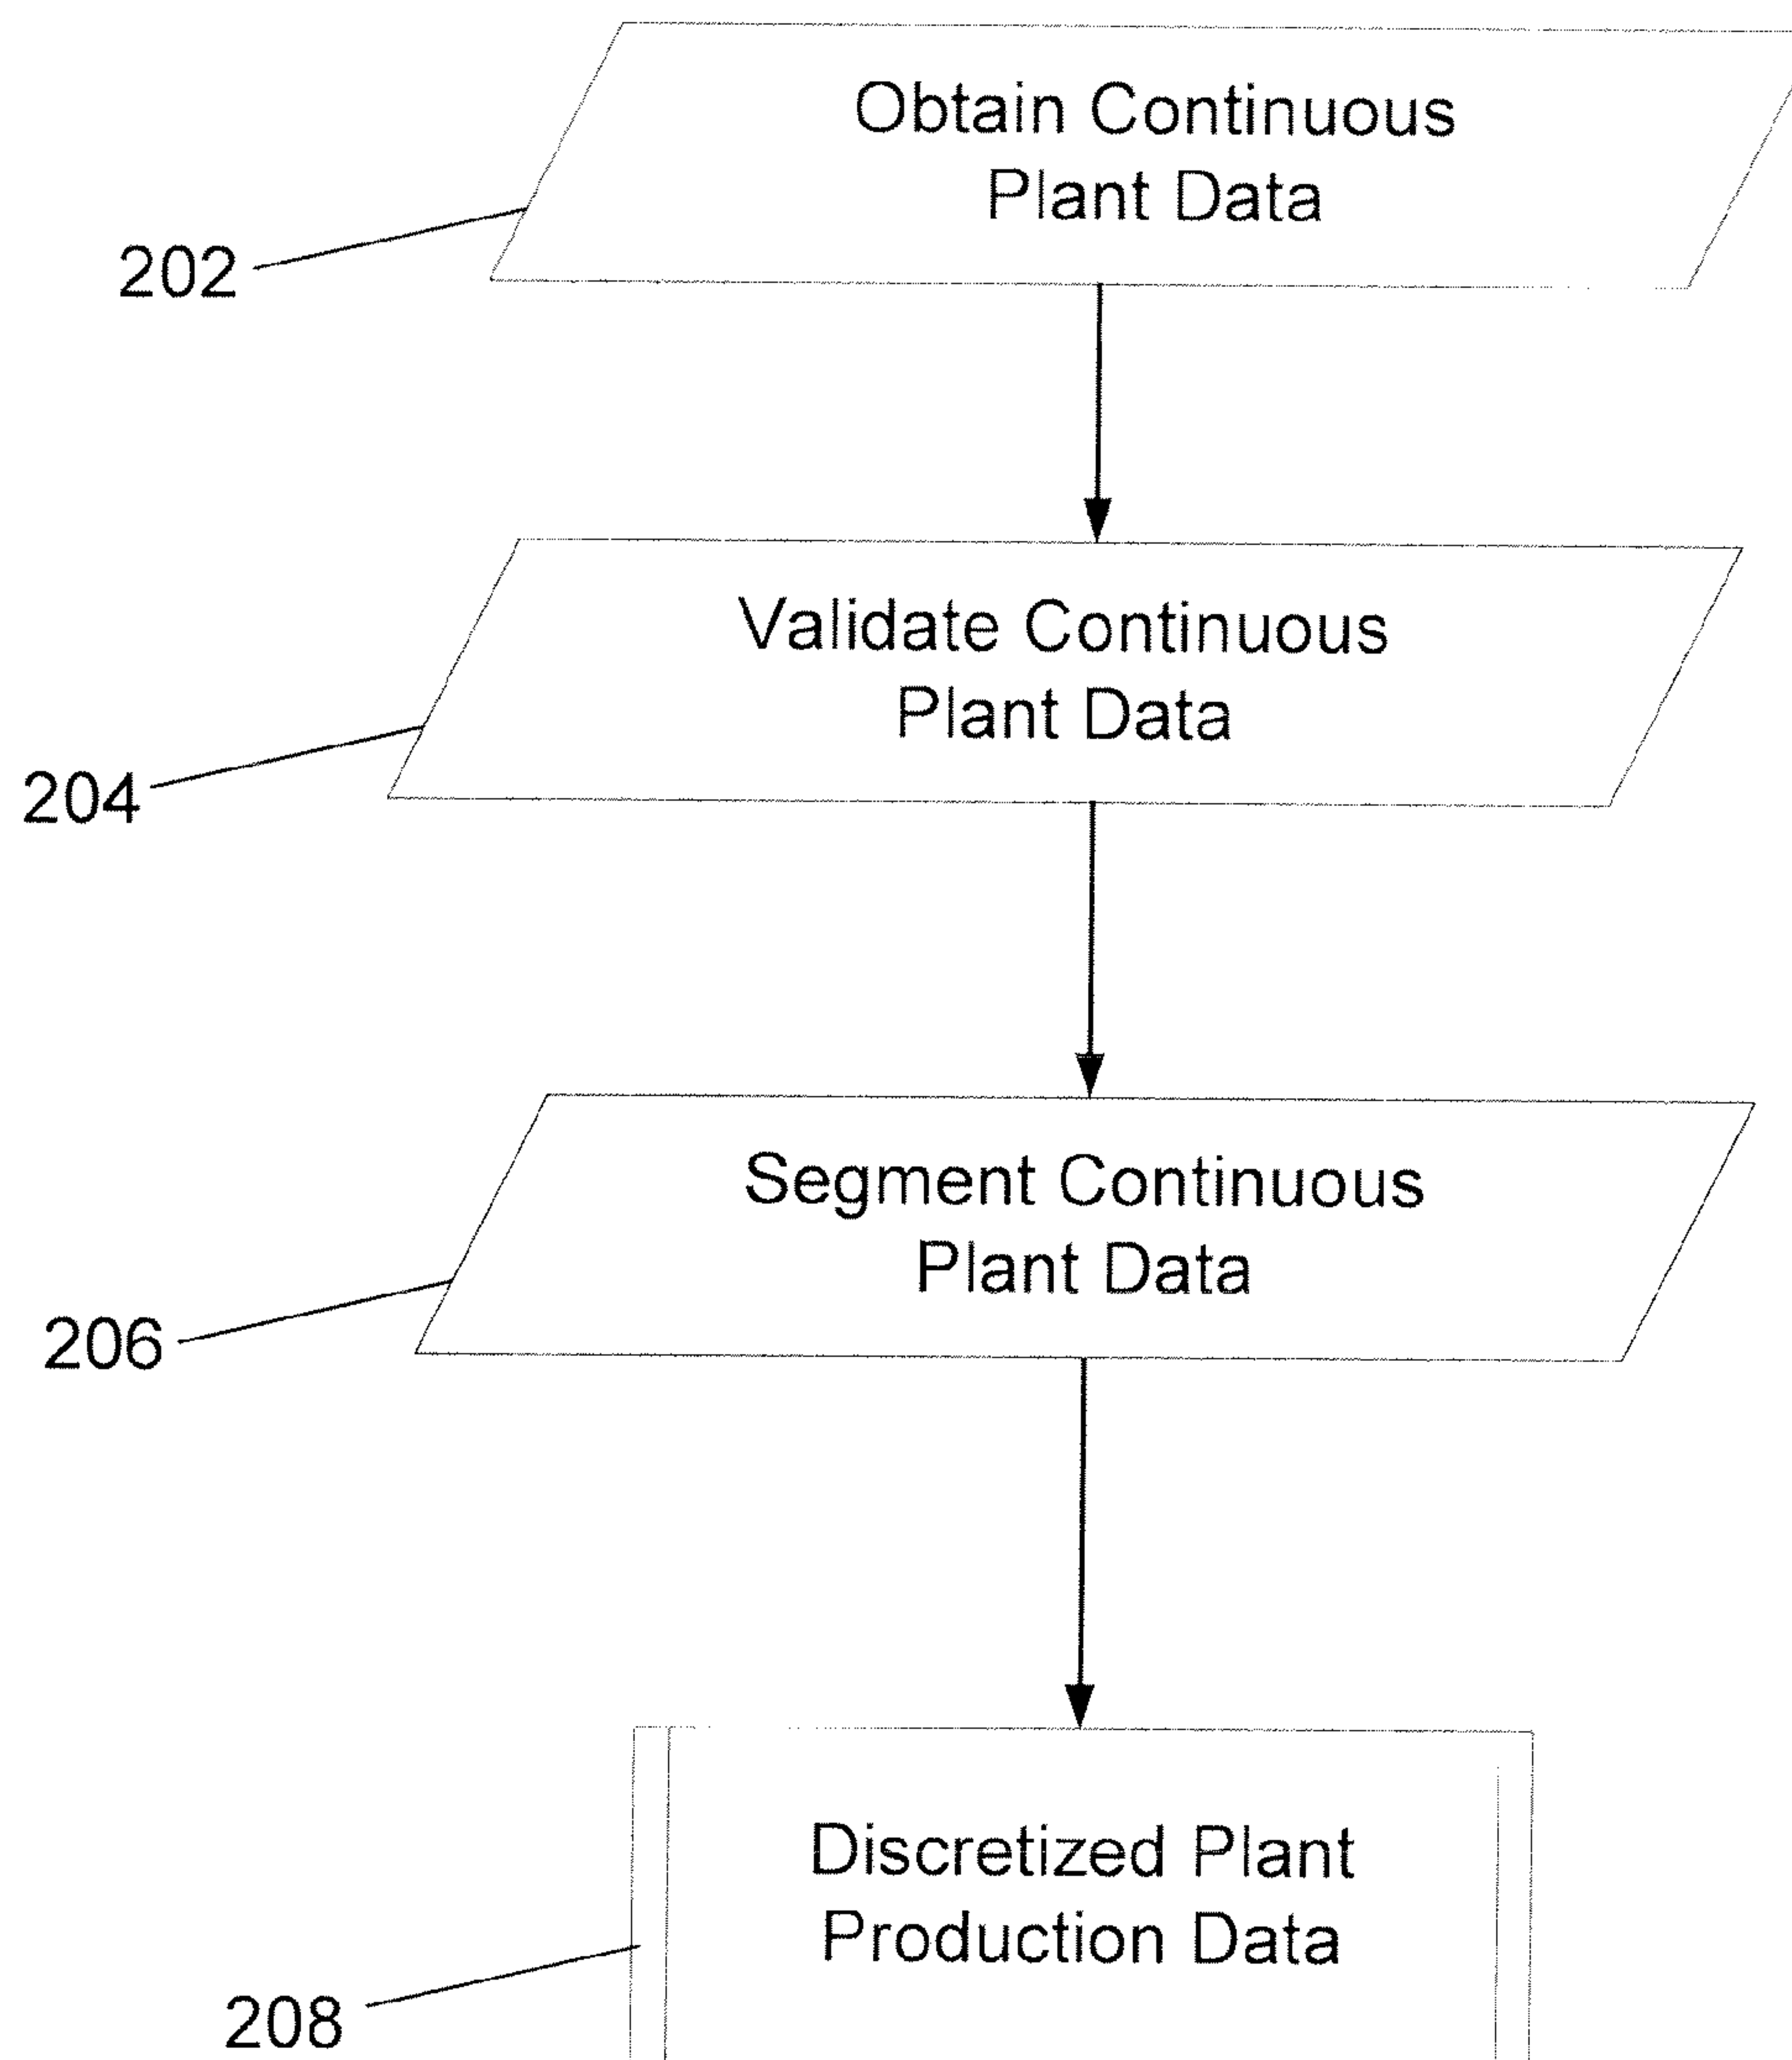 Obtain Continuous
Plant Data
202
Validate Continuous
Plant Data
204
Segment Continuous
Plant Data
206
Discretized Plant
Production Data
208